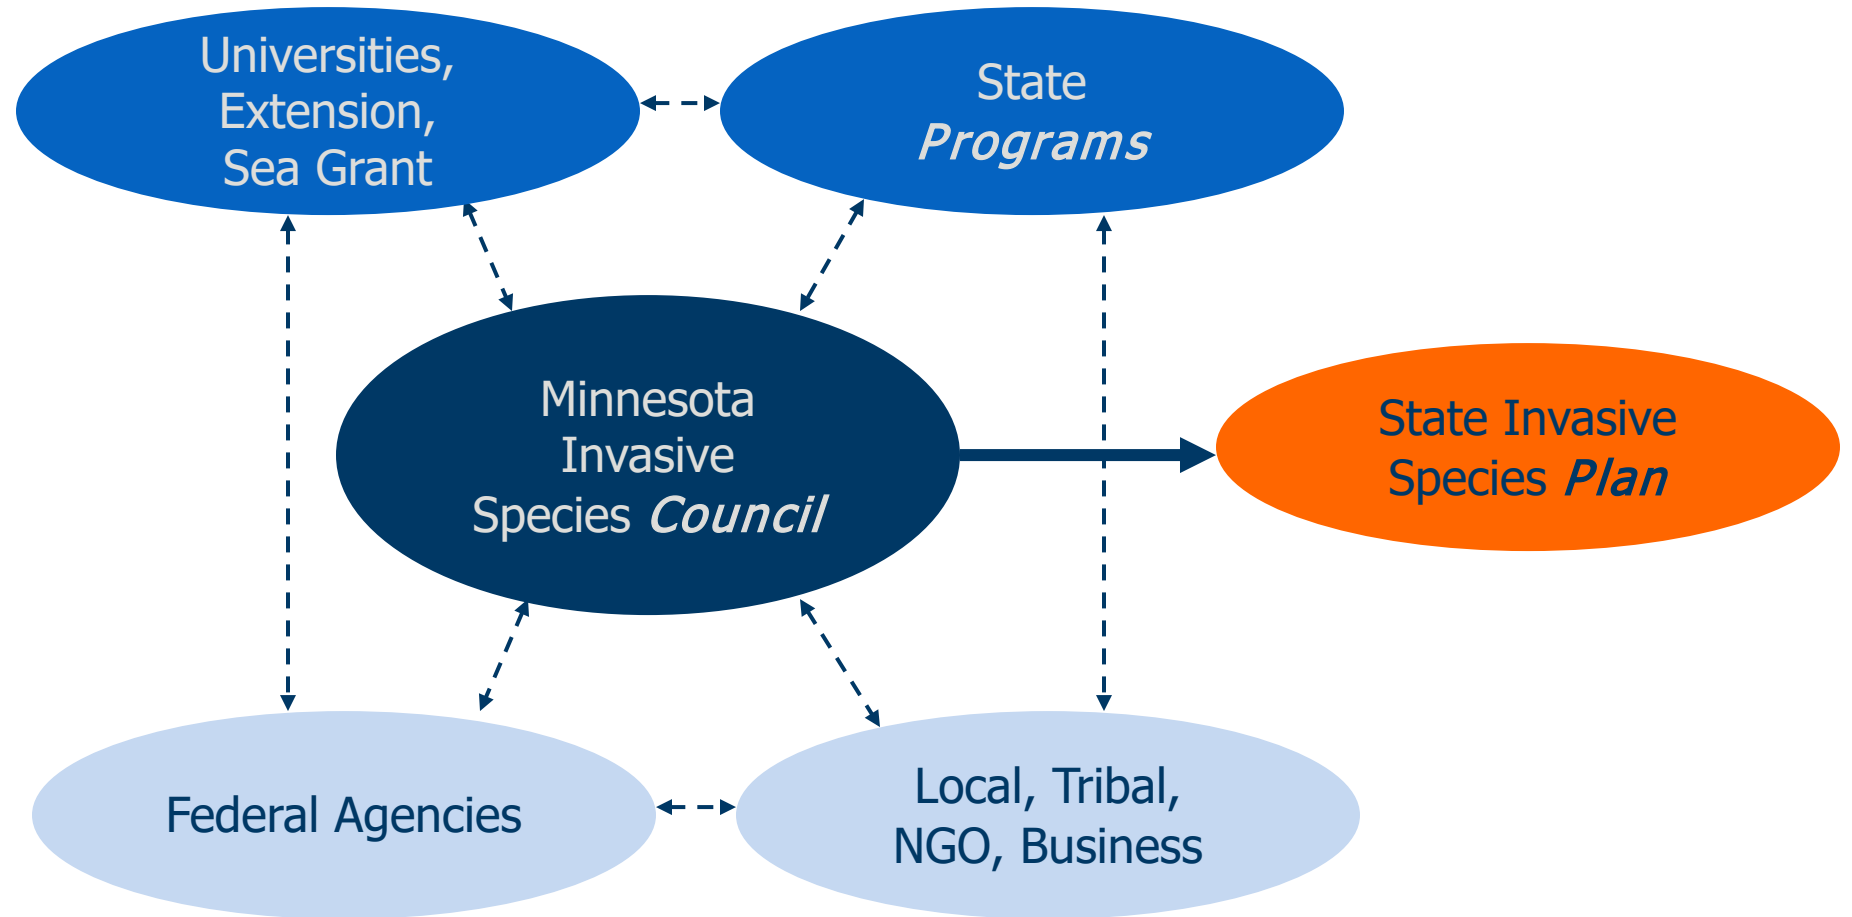 Universities,
Extension,
Sea Grant
State
Programs
Minnesota
Invasive
Species Council
State Invasive
Species Plan
Federal Agencies
Local, Tribal,
NGO, Business